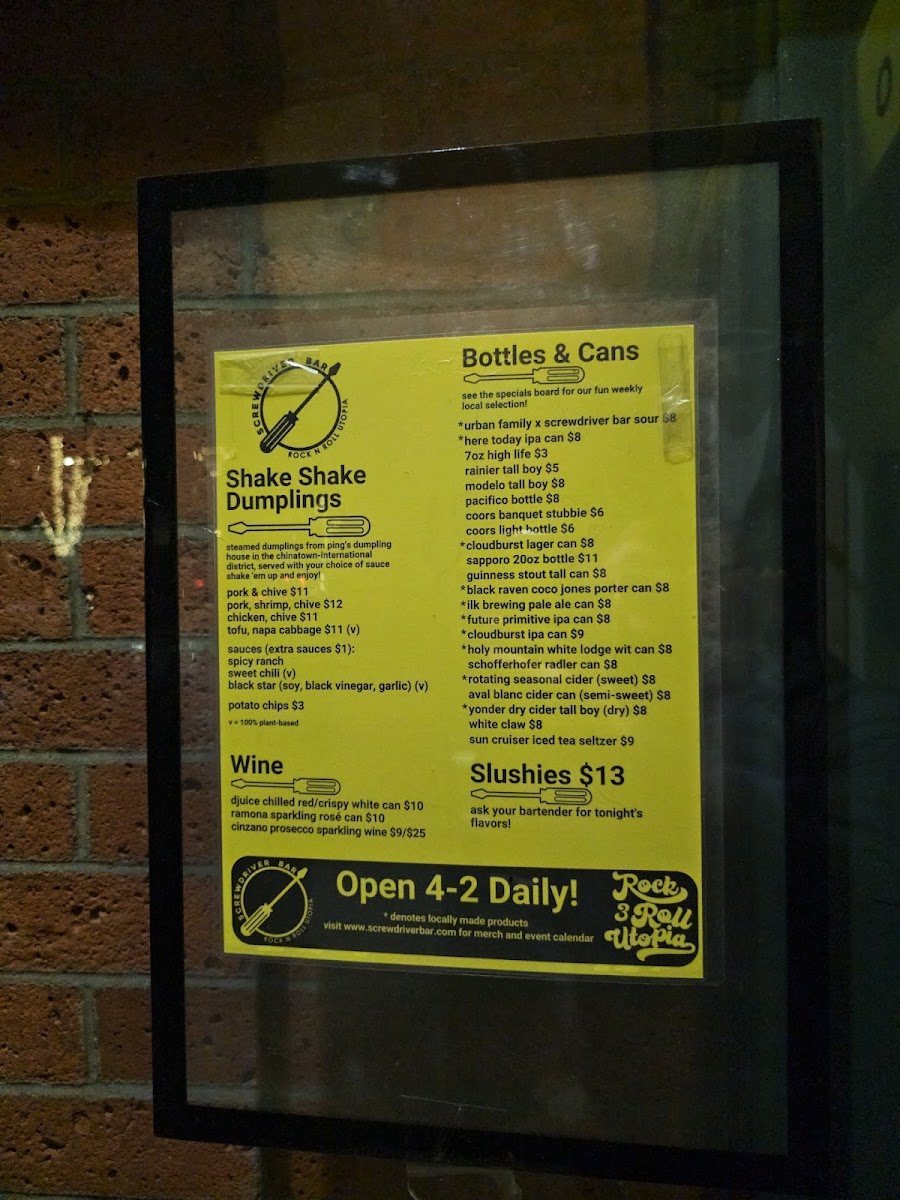 SCREWDRIVER BAR
ROCK N ROLL UTOPIA
Shake Shake
Dumplings
steamed dumplings from ping's dumpling
house in the chinatown-international
district, served with your choice of sauce
shake 'em up and enjoy!
pork & chive $11
pork, shrimp, chive $12
chicken, chive $11
tofu, napa cabbage $11 (v)
sauces (extra sauces $1):
spicy ranch
sweet chili (v)
black star (soy, black vinegar, garlic) (v)
potato chips $3
v = 100% plant-based
Wine
djuice chilled red/crispy white can $10
ramona sparkling rosé can $10
cinzano prosecco sparkling wine $9/$25
Bottles & Cans
see the specials board for our fun weekly
local selection!
*urban family x screwdriver bar sour $8
*here today ipa can $8
7oz high life $3
rainier tall boy $5
modelo tall boy $8
pacifico bottle $8
coors banquet stubbie $6
coors light bottle $6
*cloudburst lager can $8
sapporo 20oz bottle $11
guinness stout tall can $8
*black raven coco jones porter can $8
*ilk brewing pale ale can $8
*future primitive ipa can $8
*cloudburst ipa can $9
*holy mountain white lodge wit can $8
schofferhofer radler can $8
*rotating seasonal cider (sweet) $8
aval blanc cider can (semi-sweet) $8
*yonder dry cider tall boy (dry) $8
white claw $8
sun cruiser iced tea seltzer $9
Slushies $13
ask your bartender for tonight's
flavors!
SCREWDRIVER BAR
ROCK N ROLL UTOPIA
Open 4-2 Daily!
* denotes locally made products
visit www.screwdriverbar.com for merch and event calendar
Rock
3 Roll
Utopia